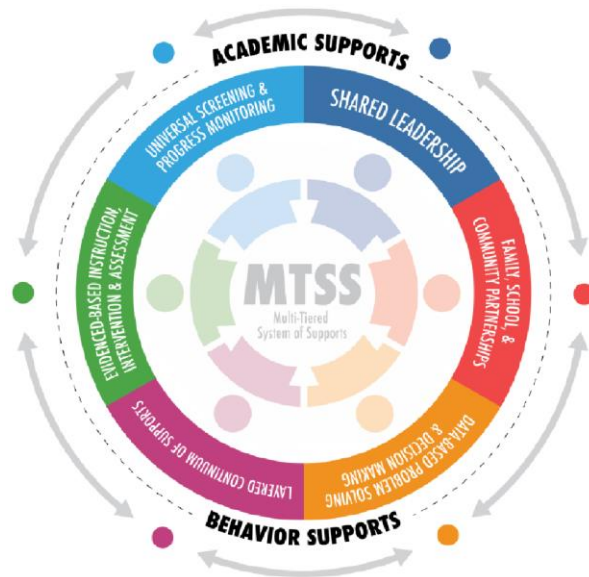 ACADEMIC SUPPORTS
UNIVERSAL SCREENING &
PROGRESS MONITORING
SHARED LEADERSHIP
FAMILY, SCHOOL, &
COMMUNITY PARTNERSHIPS
DATA-BASED PROBLEM SOLVING
& DECISION MAKING
LAYERED CONTINUUM OF SUPPORTS
EVIDENCED-BASED INSTRUCTION,
INTERVENTION & ASSESSMENT
MTSS
Multi-Tiered
System of Supports
BEHAVIOR SUPPORTS